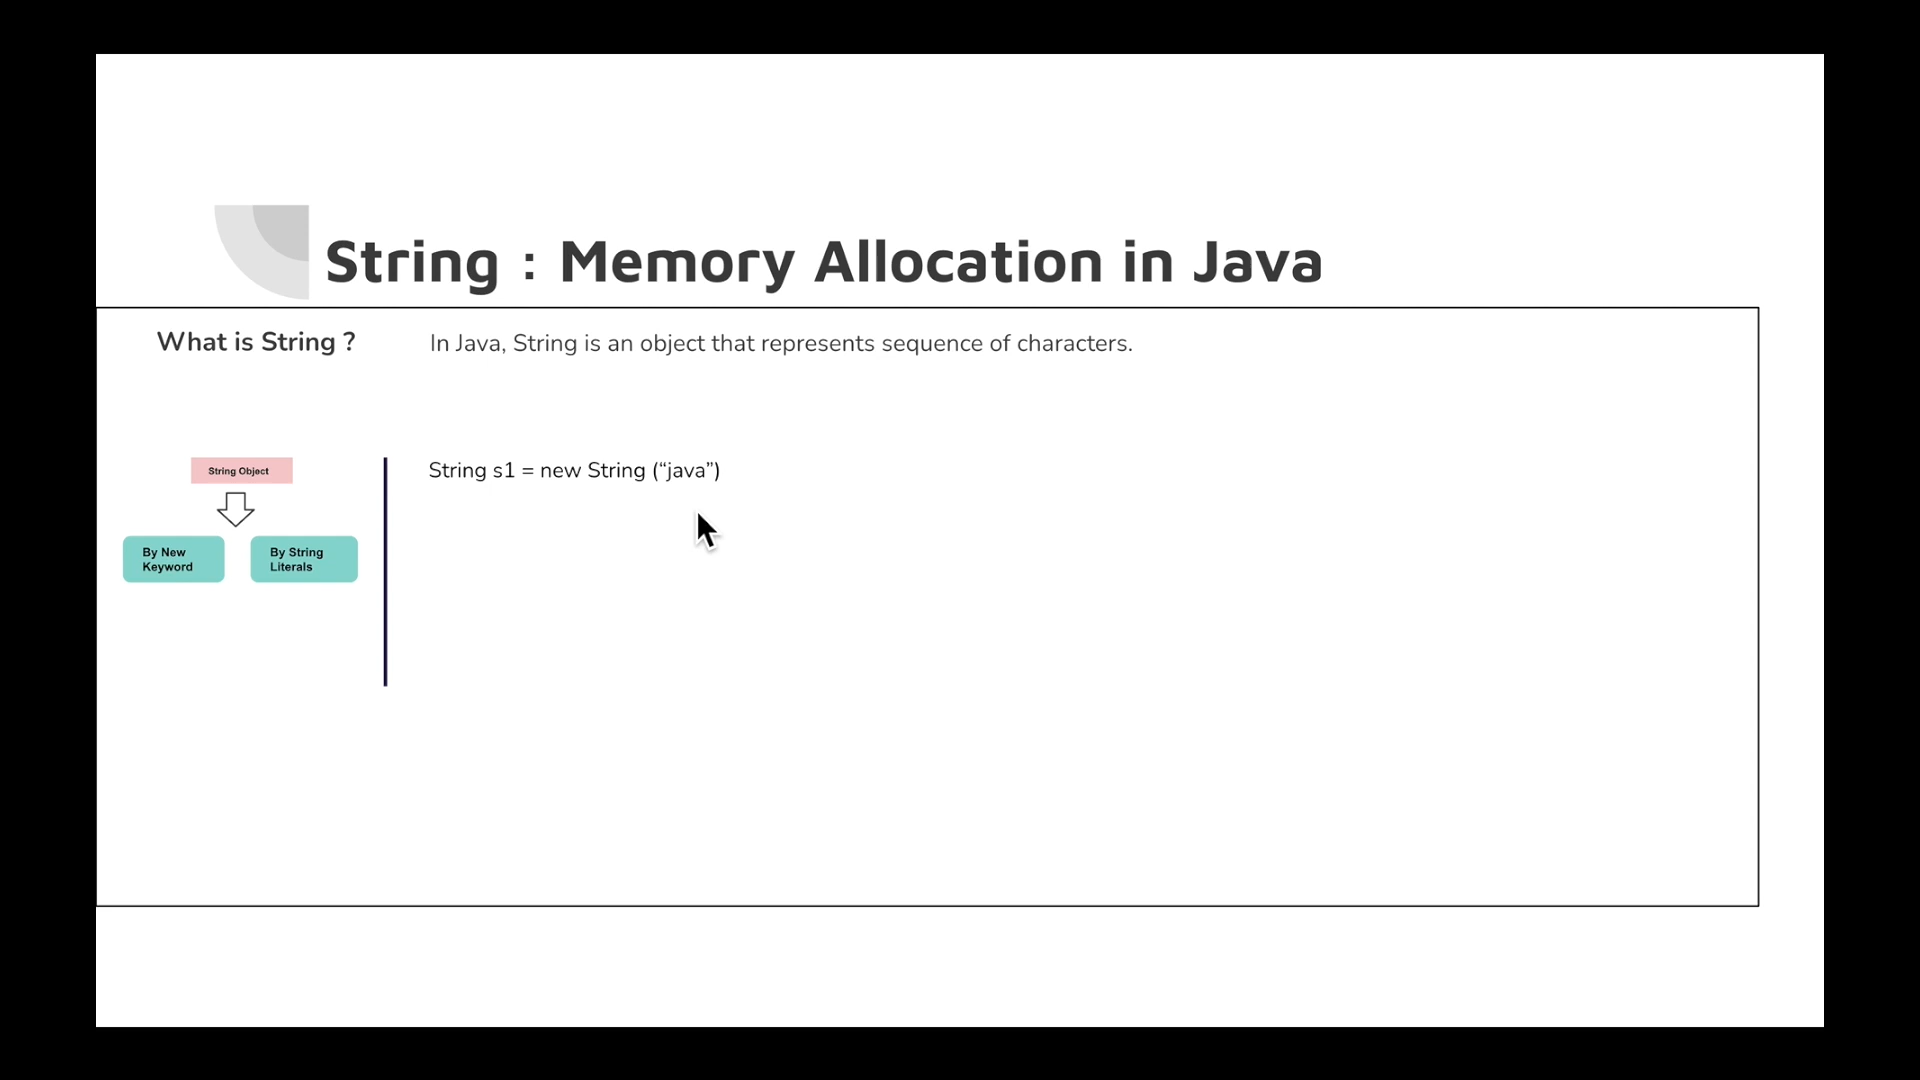 String : Memory Allocation in Java
What is String ?
In Java, String is an object that represents sequence of characters.
String Object
By New
Keyword
By String
Literals
String s1 = new String (“java”)